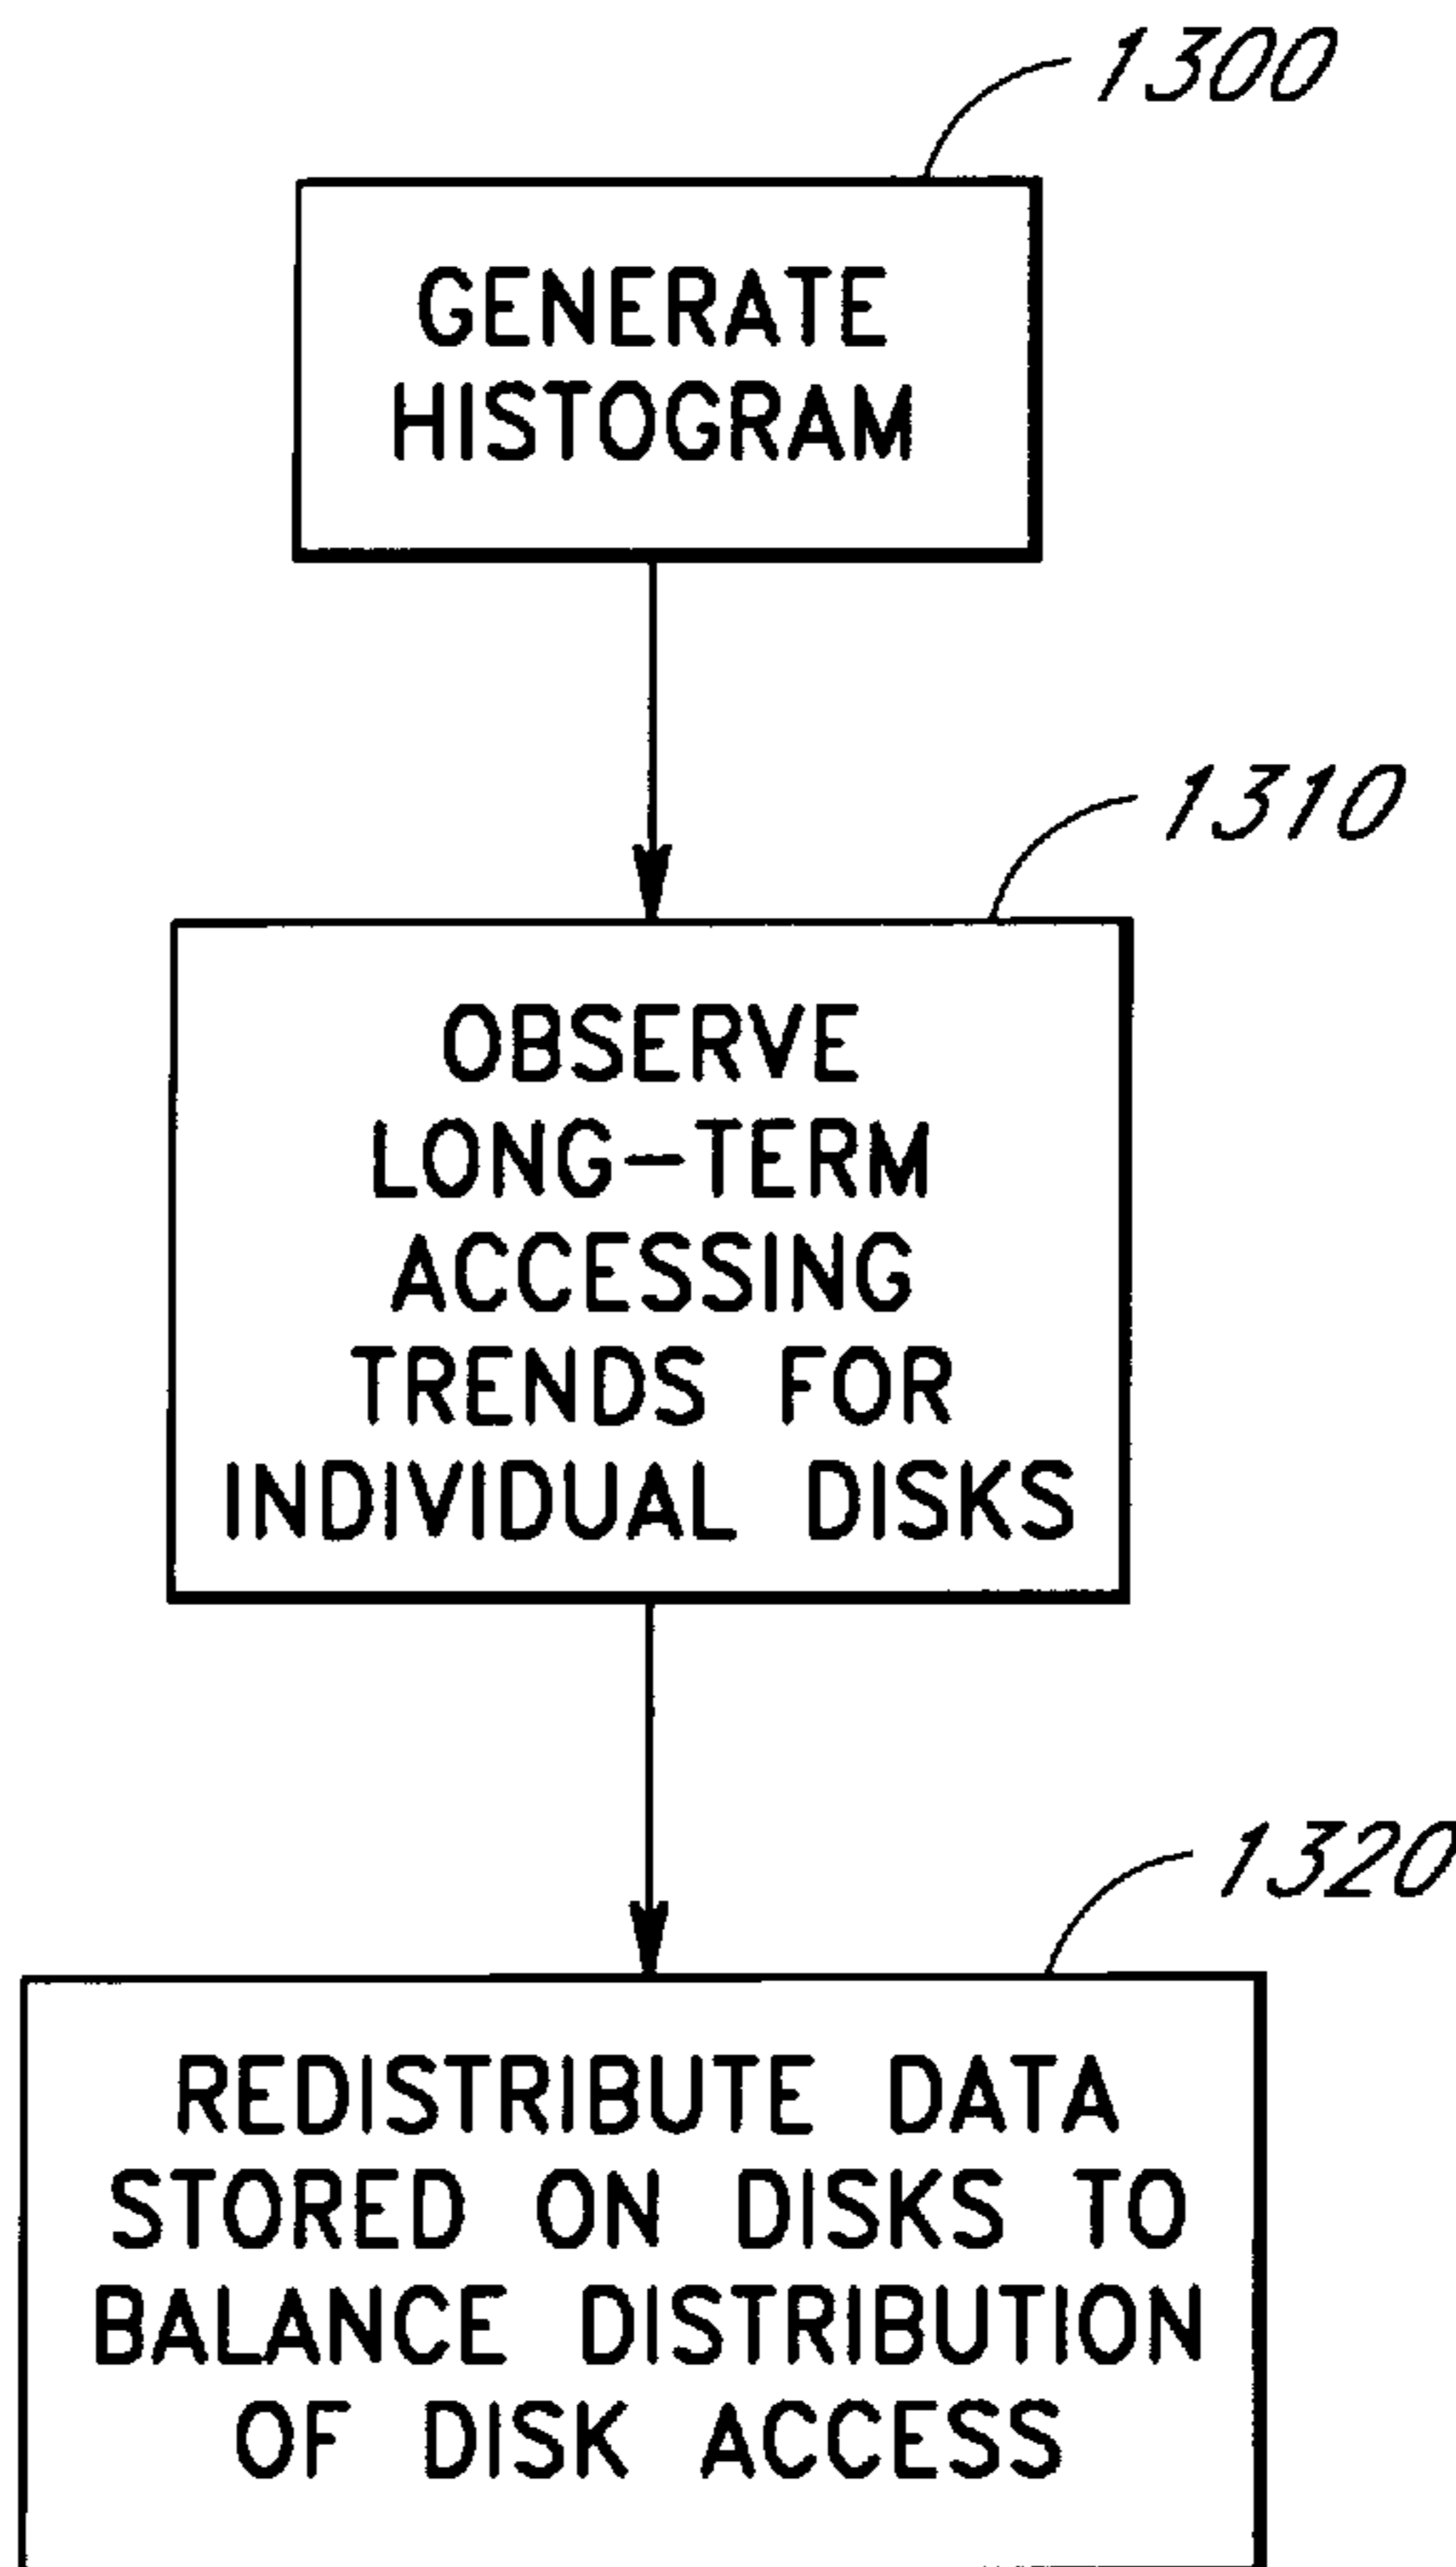 1300
GENERATE
HISTOGRAM
1310
OBSERVE
LONG-TERM
ACCESSING
TRENDS FOR
INDIVIDUAL DISKS
1320
REDISTRIBUTE DATA
STORED ON DISKS TO
BALANCE DISTRIBUTION
OF DISK ACCESS